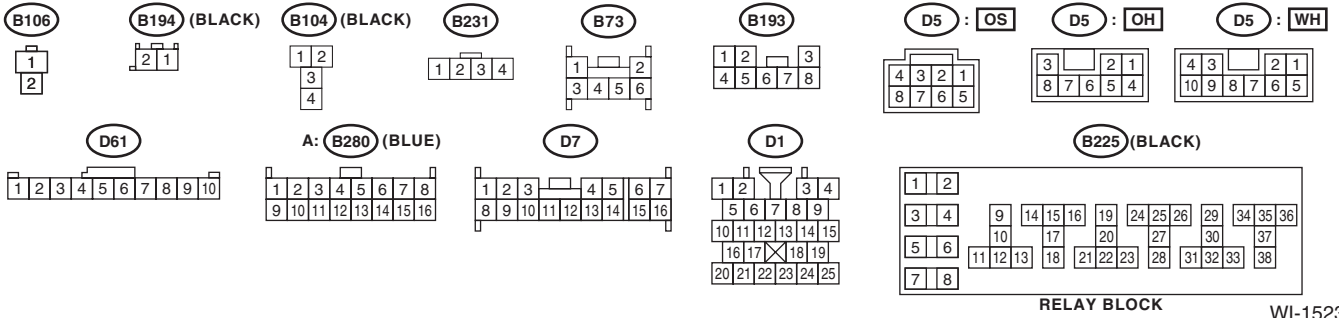 B106
1
2
B194 (BLACK)
2 1
B104 (BLACK)
1 2
3
4
B231
1 2 3 4
B73
1 2
3 4 5 6
B193
1 2 3
4 5 6 7 8
D5 : OS
4 3 2 1
8 7 6 5
D5 : OH
3 2 1
8 7 6 5 4
D5 : WH
4 3 2 1
10 9 8 7 6 5
D61
1 2 3 4 5 6 7 8 9 10
A: B280 (BLUE)
1 2 3 4 5 6 7 8
9 10 11 12 13 14 15 16
D7
1 2 3 4 5 6 7
8 9 10 11 12 13 14 15 16
D1
1 2 3 4
5 6 7 8 9
10 11 12 13 14 15
16 17 18 19
20 21 22 23 24 25
B225 (BLACK)
1 2
3 4 9 14 15 16 19 24 25 26 29 34 35 36
10 17 20 27 30 37
5 6 11 12 13 18 21 22 23 28 31 32 33 38
7 8
RELAY BLOCK
WI-1523